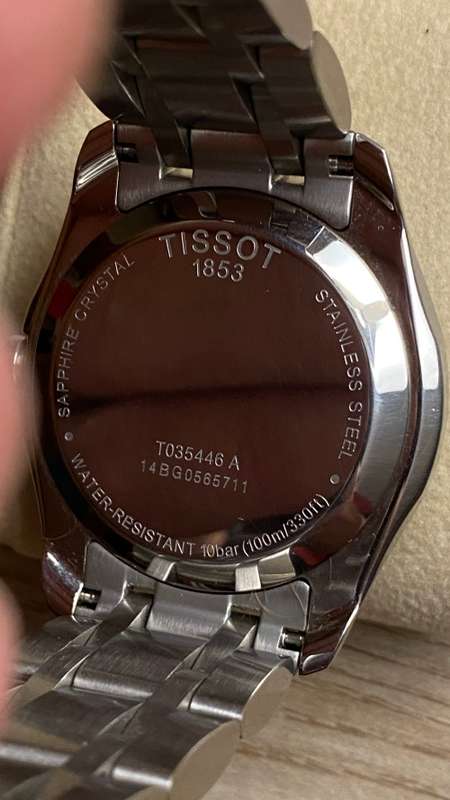 TISSOT
1853
SAPPHIRE CRYSTAL
STAINLESS STEEL
T035446 A
14BG0565711
WATER-RESISTANT 10bar (100m/330ft)